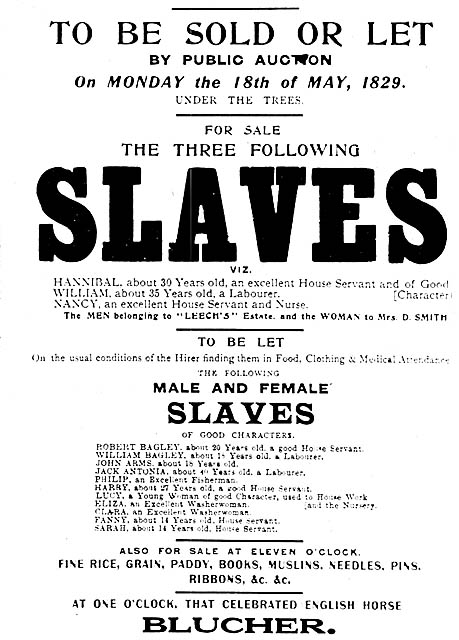 TO BE SOLD OR LET
BY PUBLIC AUCTION
On MONDAY the 18th of MAY, 1829.
UNDER THE TREES.
FOR SALE
THE THREE FOLLOWING
SLAVES
VIZ.
HANNIBAL, about 30 Years old, an excellent House Servant and of Good
WILLIAM, about 35 Years old, a Labourer. [Character
NANCY, an excellent House Servant and Nurse.
The MEN belonging to "LEECH'S" Estate, and the WOMAN to Mrs. D. SMITH
TO BE LET
On the usual conditions of the Hirer finding them in Food, Clothing & Medical Attendance
THE FOLLOWING
MALE AND FEMALE
SLAVES
OF GOOD CHARACTERS.
ROBERT BAGLEY, about 20 Years old, a good House Servant.
WILLIAM BAGLEY, about 18 Years old, a Labourer.
JOHN ARMS, about 18 Years old.
JACK ANTONIA, about 40 Years old, a Labourer.
PHILIP, an Excellent Fisherman.
HARRY, about 27 Years old, a good House Servant.
LUCY, a Young Woman of good Character, used to House Work
ELIZA, an Excellent Washerwoman. [and the Nursery.
CLARA, an Excellent Washerwoman.
FANNY, about 14 Years old, House Servant.
SARAH, about 14 Years old, House Servant.
ALSO FOR SALE AT ELEVEN O'CLOCK,
FINE RICE, GRAIN, PADDY, BOOKS, MUSLINS, NEEDLES, PINS,
RIBBONS, &c. &c.
AT ONE O'CLOCK, THAT CELEBRATED ENGLISH HORSE
BLUCHER.